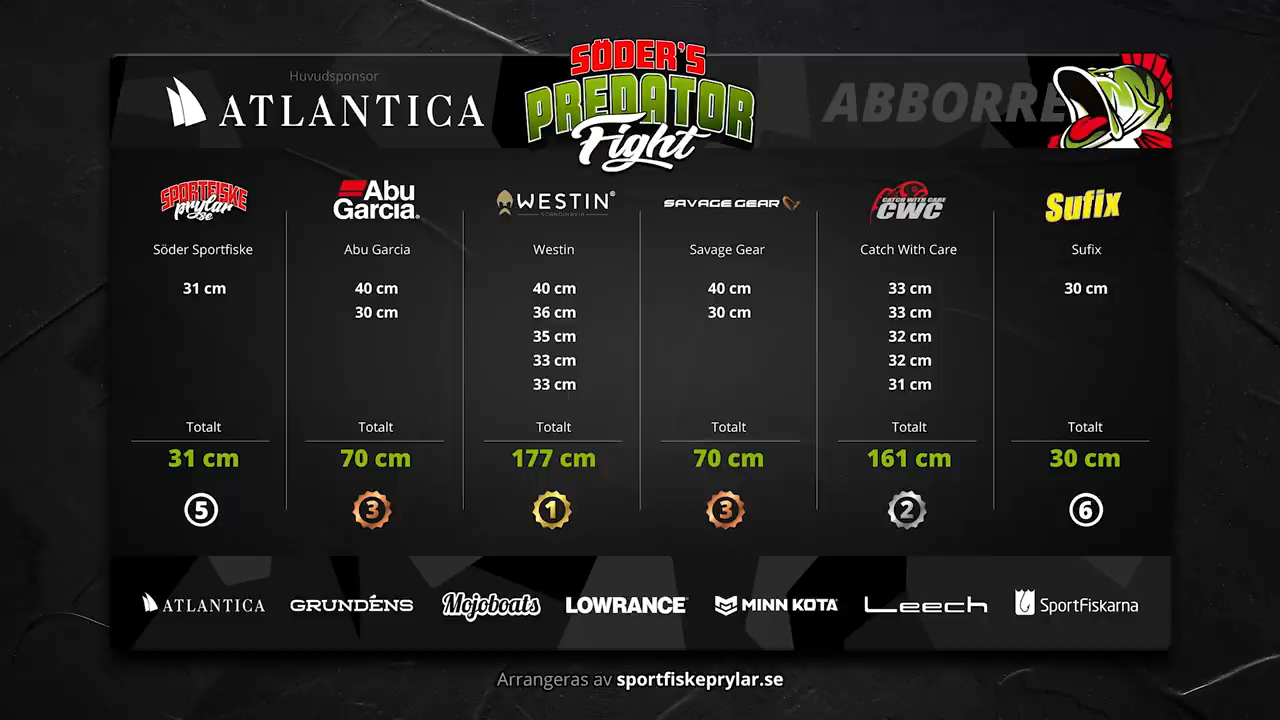 Huvudsponsor
ATLANTICA
SÖDER'S
PREDATOR
Fight
ABBORRE
SPORTFISKE
prylar.se
Abu
Garcia®
WESTIN®
SCANDINAVIA
SAVAGE GEAR
CATCH WITH CARE
CWC
Sufix
Söder Sportfiske
Abu Garcia
Westin
Savage Gear
Catch With Care
Sufix
31 cm 40 cm 40 cm 40 cm 33 cm 30 cm
30 cm 36 cm 30 cm 33 cm
35 cm 32 cm
33 cm 32 cm
33 cm 31 cm
Totalt Totalt Totalt Totalt Totalt Totalt
31 cm 70 cm 177 cm 70 cm 161 cm 30 cm
5 3 1 3 2 6
ATLANTICA GRUNDÉNS Mojoboats LOWRANCE® MINN KOTA Leech SportFiskarna
Arrangeras av sportfiskeprylar.se